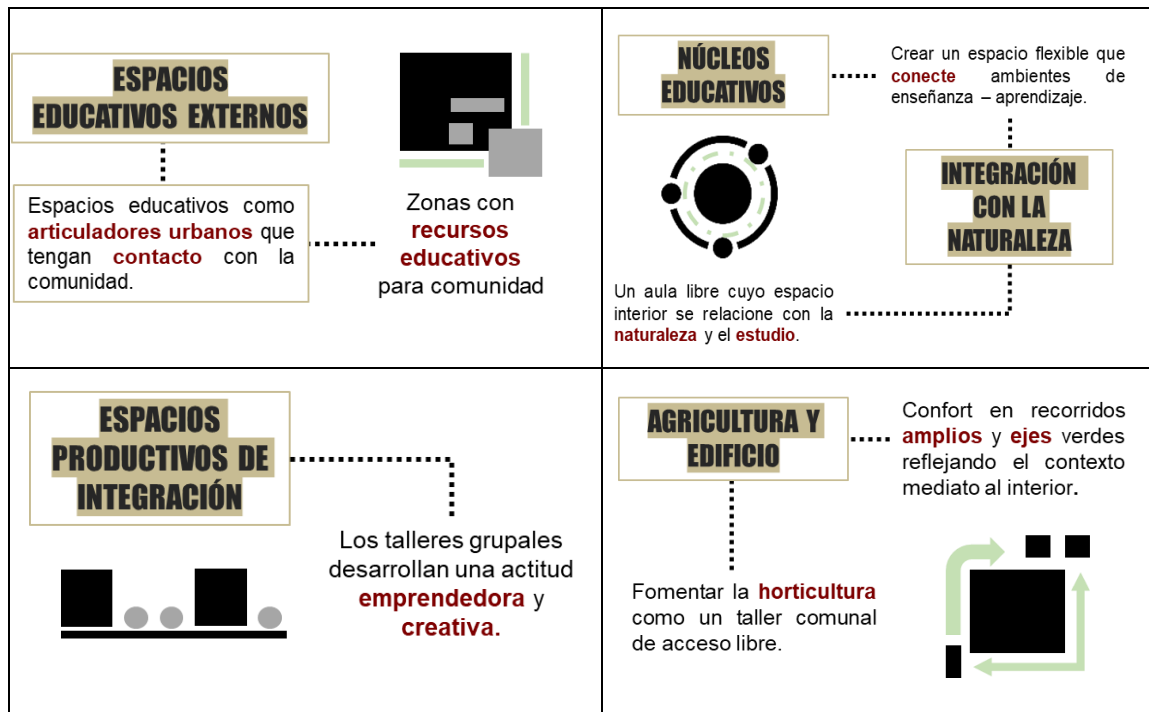 ESPACIOS
EDUCATIVOS EXTERNOS
Espacios educativos como
articuladores urbanos que
tengan contacto con la
comunidad.
Zonas con
recursos
educativos
para comunidad
NÚCLEOS
EDUCATIVOS
Crear un espacio flexible que
conecte ambientes de
enseñanza – aprendizaje.
INTEGRACIÓN
CON LA
NATURALEZA
Un aula libre cuyo espacio
interior se relacione con la
naturaleza y el estudio.
ESPACIOS
PRODUCTIVOS DE
INTEGRACIÓN
Los talleres grupales
desarrollan una actitud
emprendedora y
creativa.
AGRICULTURA Y
EDIFICIO
Confort en recorridos
amplios y ejes verdes
reflejando el contexto
mediato al interior.
Fomentar la horticultura
como un taller comunal
de acceso libre.